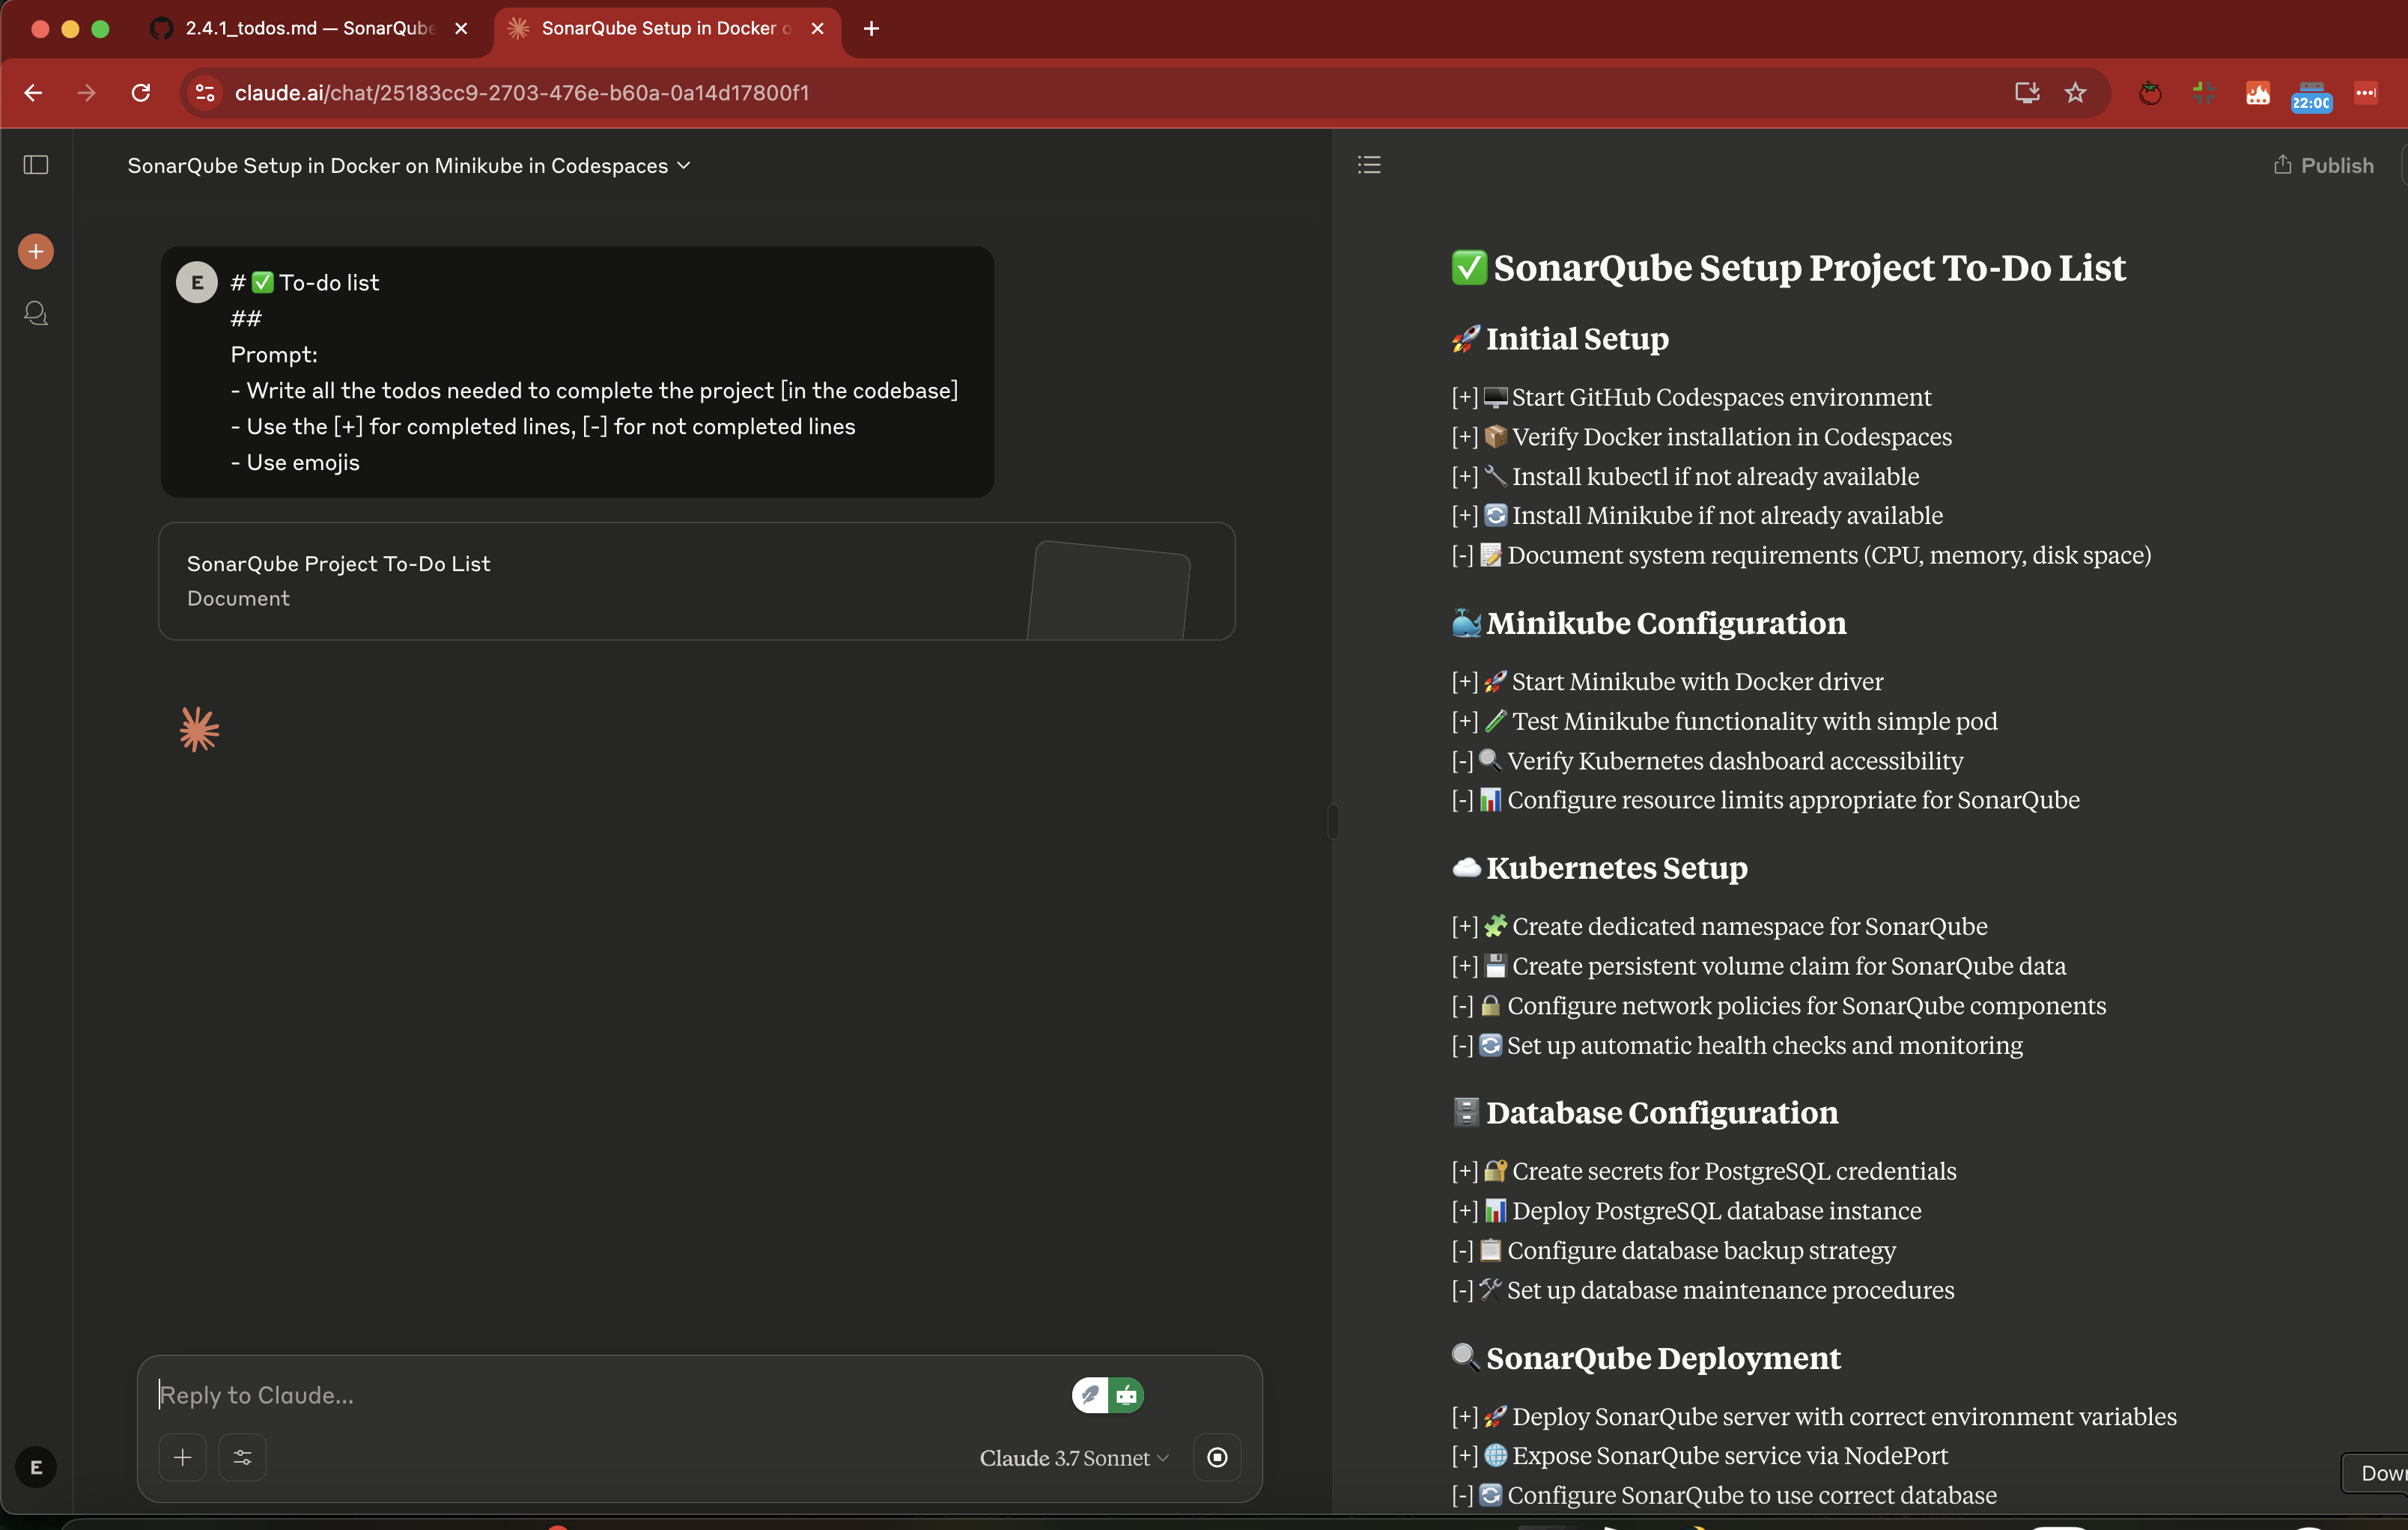 2.4.1_todos.md — SonarQube
SonarQube Setup in Docker o
claude.ai/chat/25183cc9-2703-476e-b60a-0a14d17800f1
22:00
SonarQube Setup in Docker on Minikube in Codespaces
Publish
E
# ✅ To-do list
##
Prompt:
- Write all the todos needed to complete the project [in the codebase]
- Use the [+] for completed lines, [-] for not completed lines
- Use emojis
SonarQube Project To-Do List
Document
Reply to Claude...
Claude 3.7 Sonnet
E
✅ SonarQube Setup Project To-Do List
🚀 Initial Setup
[+] 🖥️ Start GitHub Codespaces environment
[+] 📦 Verify Docker installation in Codespaces
[+] 🔧 Install kubectl if not already available
[+] 🔄 Install Minikube if not already available
[-] 📝 Document system requirements (CPU, memory, disk space)
🐳 Minikube Configuration
[+] 🚀 Start Minikube with Docker driver
[+] 🧪 Test Minikube functionality with simple pod
[-] 🔍 Verify Kubernetes dashboard accessibility
[-] 📊 Configure resource limits appropriate for SonarQube
☁️ Kubernetes Setup
[+] 🧩 Create dedicated namespace for SonarQube
[+] 💾 Create persistent volume claim for SonarQube data
[-] 🔒 Configure network policies for SonarQube components
[-] 🔄 Set up automatic health checks and monitoring
🗄️ Database Configuration
[+] 🔐 Create secrets for PostgreSQL credentials
[+] 📊 Deploy PostgreSQL database instance
[-] 📋 Configure database backup strategy
[-] 🛠️ Set up database maintenance procedures
🔍 SonarQube Deployment
[+] 🚀 Deploy SonarQube server with correct environment variables
[+] 🌐 Expose SonarQube service via NodePort
[-] 🔄 Configure SonarQube to use correct database